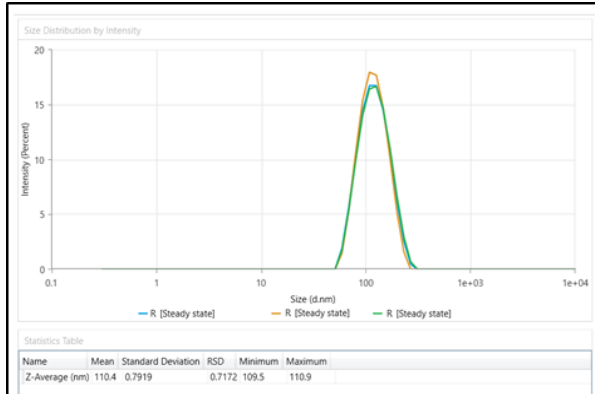 Size Distribution by Intensity
20
15
10
5
0
Intensity (Percent)
0.1 1 10 100 1e+03 1e+04
Size (d.nm)
R [Steady state] R [Steady state] R [Steady state]
Statistics Table
Name Mean Standard Deviation RSD Minimum Maximum
Z-Average (nm) 110.4 0.7919 0.7172 109.5 110.9